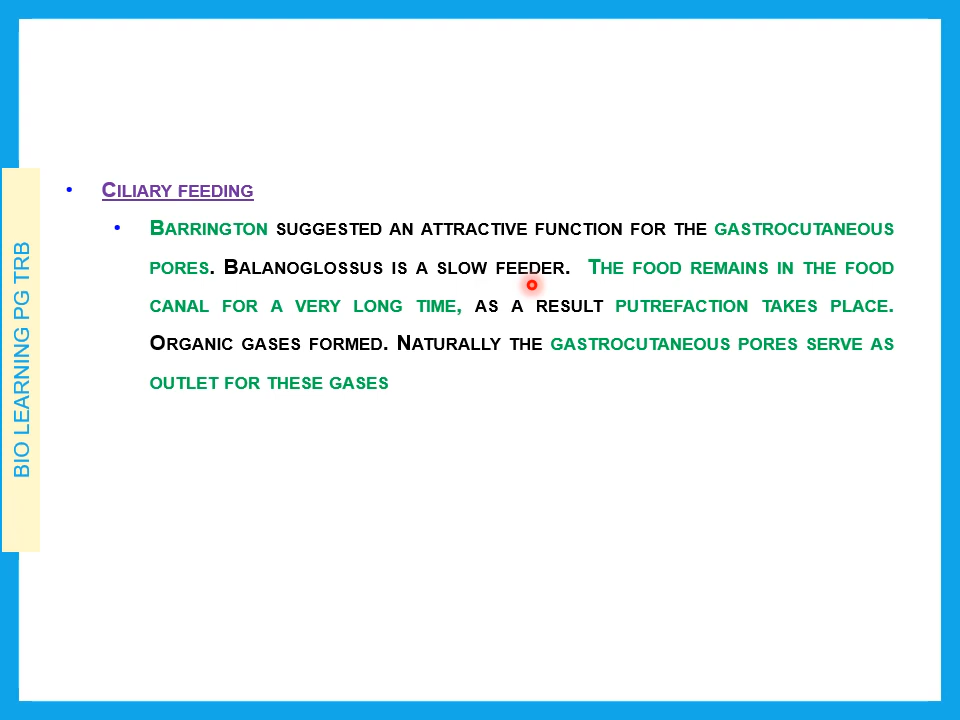 CILIARY FEEDING
BARRINGTON SUGGESTED AN ATTRACTIVE FUNCTION FOR THE GASTROCUTANEOUS
PORES. BALANOGLOSSUS IS A SLOW FEEDER. THE FOOD REMAINS IN THE FOOD
CANAL FOR A VERY LONG TIME, AS A RESULT PUTREFACTION TAKES PLACE.
ORGANIC GASES FORMED. NATURALLY THE GASTROCUTANEOUS PORES SERVE AS
OUTLET FOR THESE GASES
BIO LEARNING PG TRB